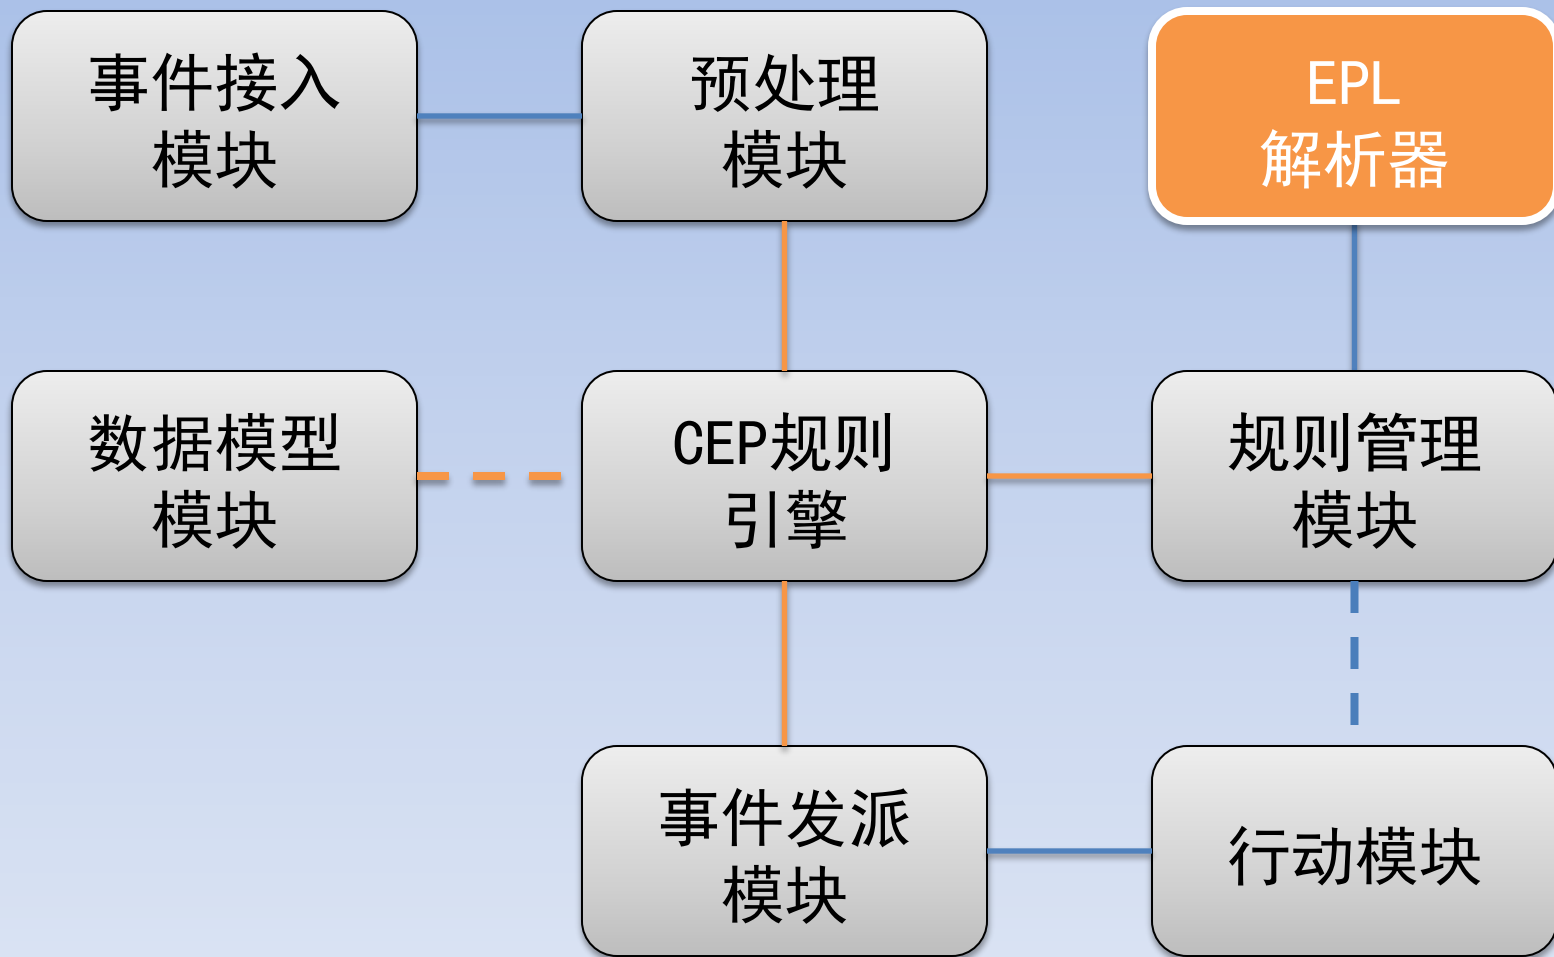 事件接入
模块
预处理
模块
EPL
解析器
数据模型
模块
CEP规则
引擎
规则管理
模块
事件发派
模块
行动模块